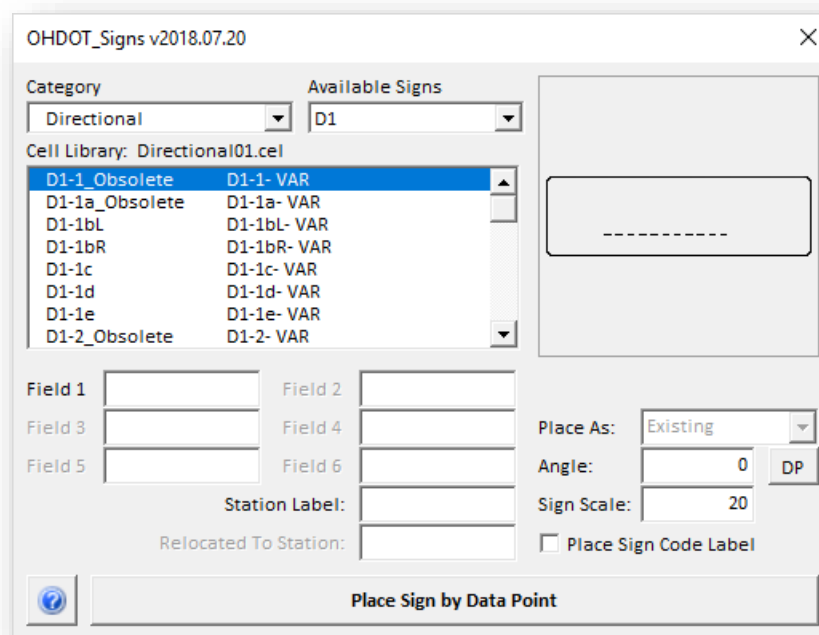 OHDOT_Signs v2018.07.20
Category Available Signs
Directional D1
Cell Library: Directional01.cel
D1-1_Obsolete D1-1- VAR
D1-1a_Obsolete D1-1a- VAR
D1-1bL D1-1bL- VAR
D1-1bR D1-1bR- VAR
D1-1c D1-1c- VAR
D1-1d D1-1d- VAR
D1-1e D1-1e- VAR
D1-2_Obsolete D1-2- VAR
Field 1 Field 2
Field 3 Field 4 Place As: Existing
Field 5 Field 6 Angle: 0 DP
Station Label: Sign Scale: 20
Relocated To Station: Place Sign Code Label
Place Sign by Data Point